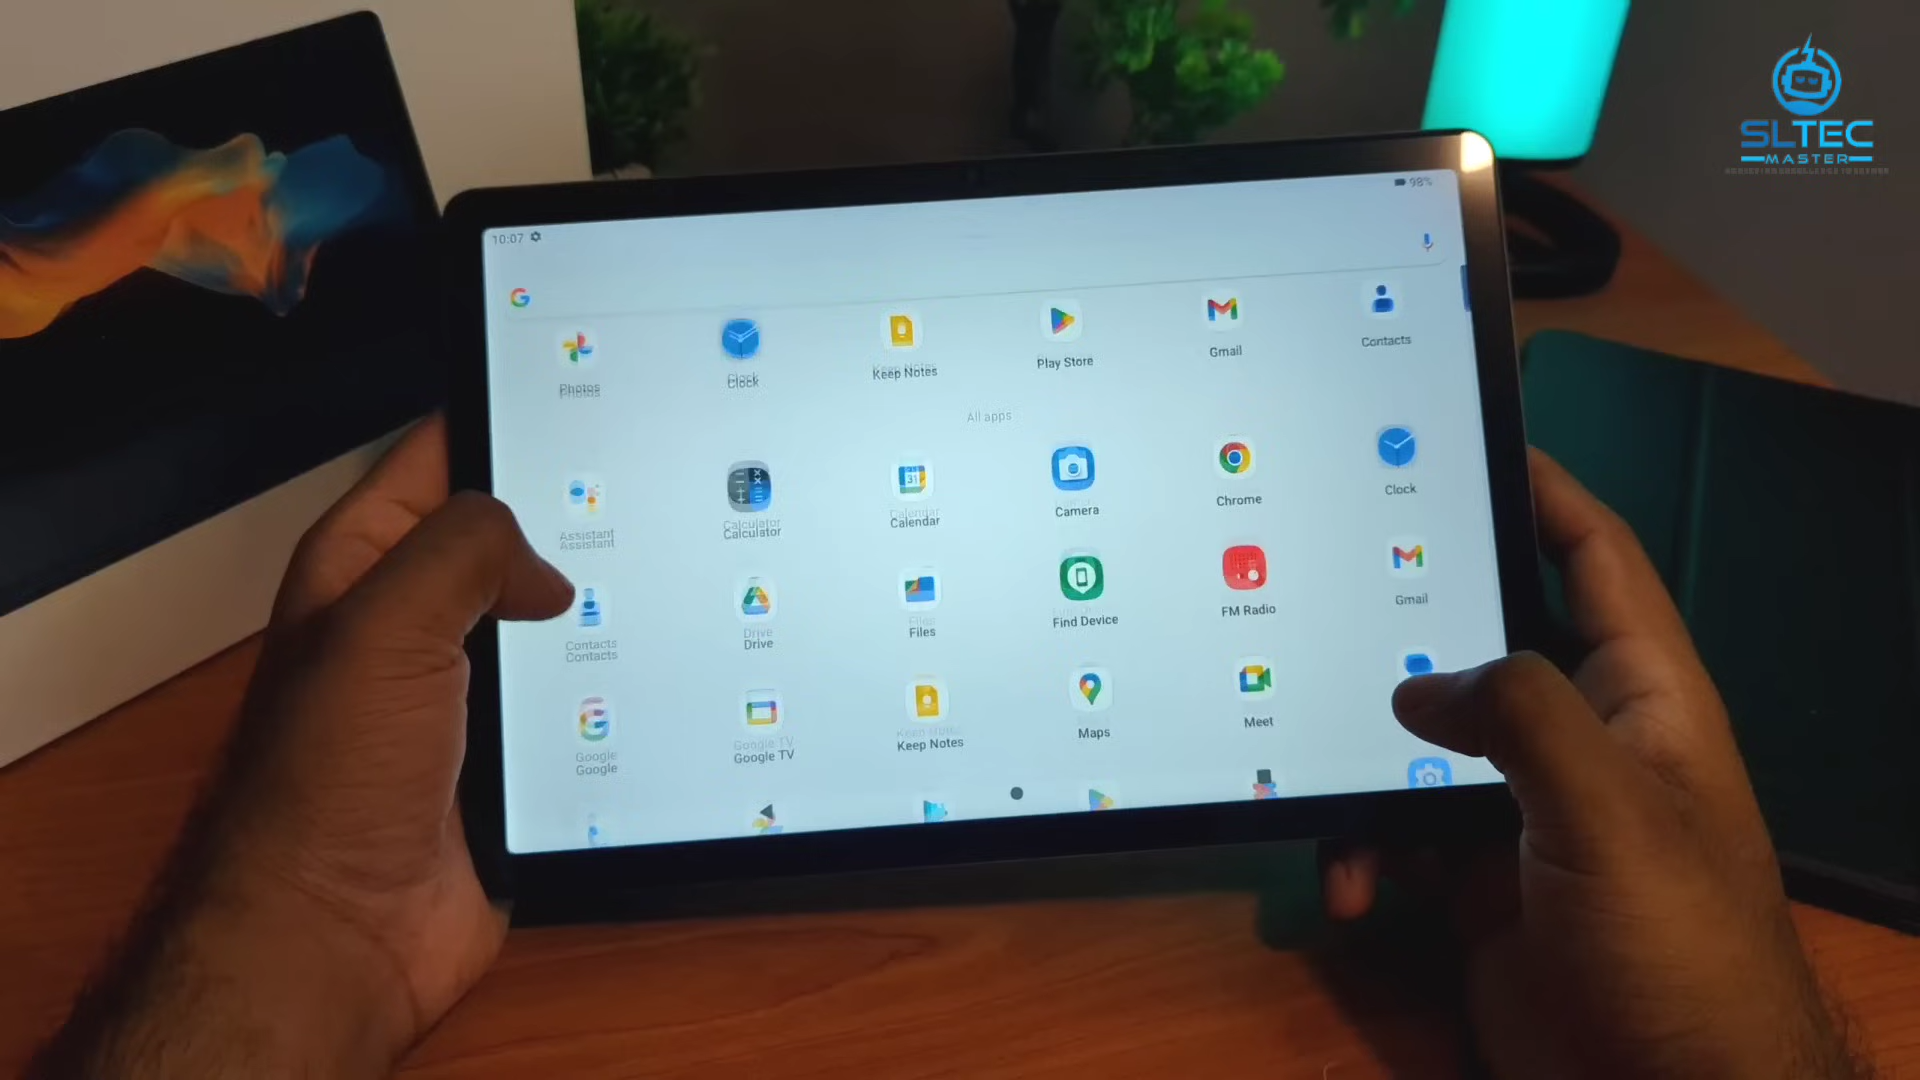 SLTEC
MASTER
10:07
98%
Photos
Clock
Keep Notes
Play Store
Gmail
Contacts
All apps
Assistant
Calculator
Calendar
Camera
Chrome
Clock
Contacts
Drive
Files
Find Device
FM Radio
Gmail
Google
Google TV
Keep Notes
Maps
Meet